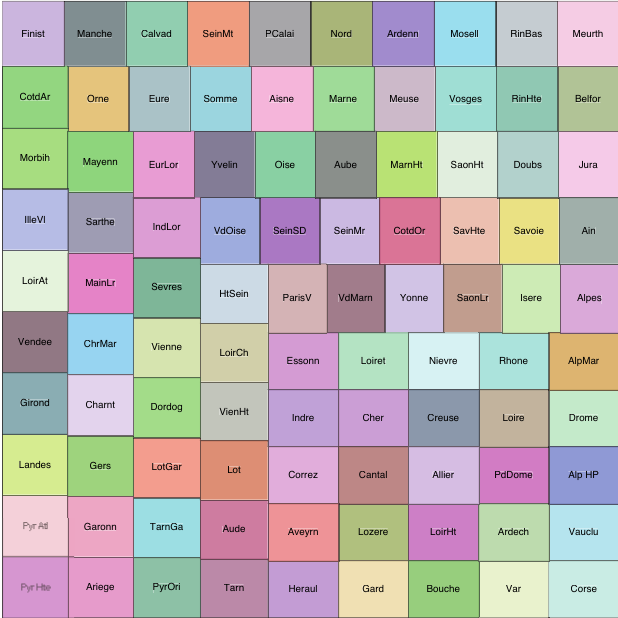 Finist Manche Calvad SeinMt PCalai Nord Ardenn Mosell RinBas Meurth
CotdAr Orne Eure Somme Aisne Marne Meuse Vosges RinHte Belfor
Morbih Mayenn EurLor Yvelin Oise Aube MarnHt SaonHt Doubs Jura
IlleVl Sarthe IndLor VdOise SeinSD SeinMr CotdOr SavHte Savoie Ain
LoirAt MainLr Sevres HtSein ParisV VdMarn Yonne SaonLr Isere Alpes
Vendee ChrMar Vienne LoirCh Essonn Loiret Nievre Rhone AlpMar
Girond Charnt Dordog VienHt Indre Cher Creuse Loire Drome
Landes Gers LotGar Lot Correz Cantal Allier PdDome Alp HP
Pyr Atl Garonn TarnGa Aude Aveyrn Lozere LoirHt Ardech Vauclu
Pyr Hte Ariege PyrOri Tarn Heraul Gard Bouche Var Corse